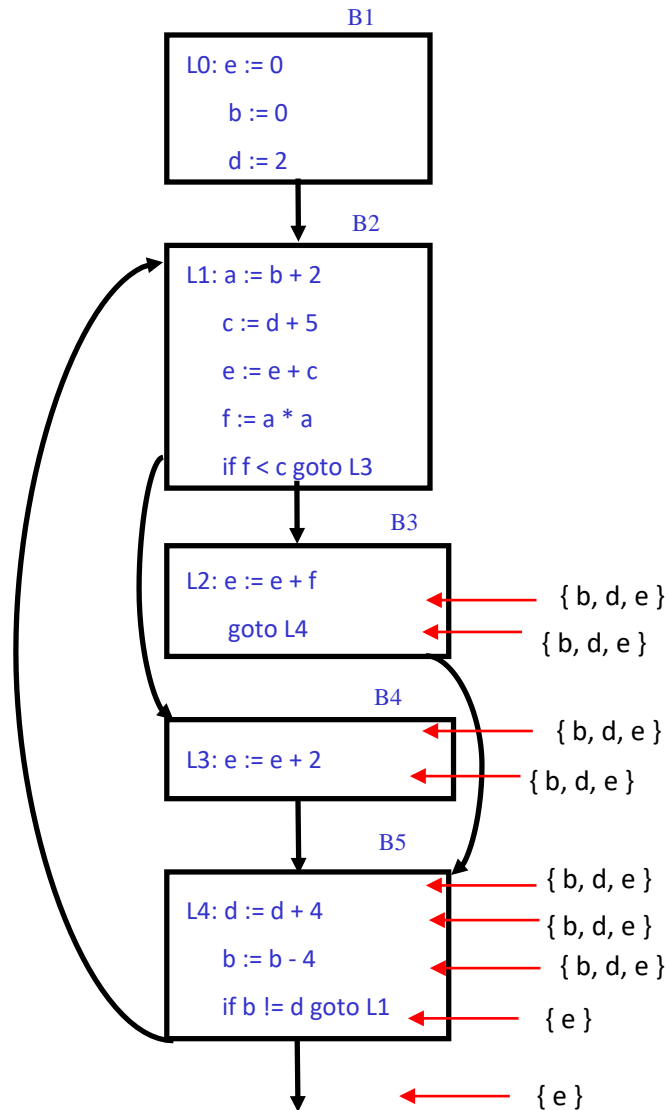 B1
L0: e := 0
b := 0
d := 2
B2
L1: a := b + 2
c := d + 5
e := e + c
f := a * a
if f < c goto L3
B3
L2: e := e + f
{ b, d, e }
goto L4
{ b, d, e }
B4
{ b, d, e }
L3: e := e + 2
{ b, d, e }
B5
{ b, d, e }
L4: d := d + 4
{ b, d, e }
b := b - 4
{ b, d, e }
if b != d goto L1
{ e }
{ e }